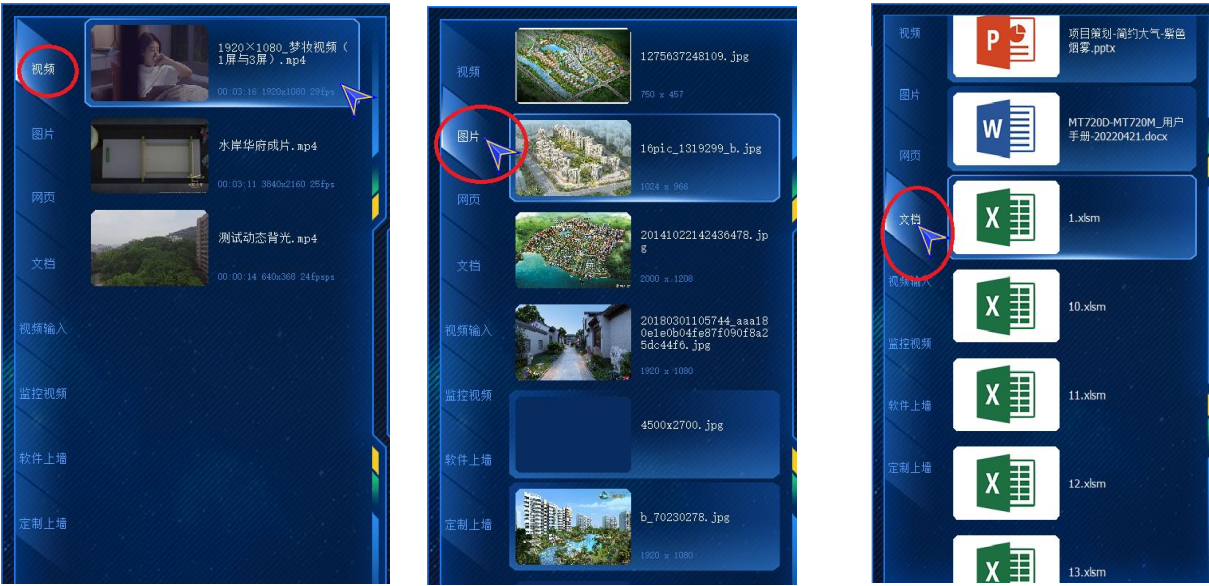 视频
图片
网页
文档
视频输入
监控视频
软件上墙
定制上墙
1920×1080_梦妆视频（
1屏与3屏）.mp4
00:03:16 1920x1080 29fps
水岸华府成片.mp4
00:03:11 3840x2160 25fps
测试动态背光.mp4
00:00:14 640x368 24fpsps
视频
图片
网页
文档
视频输入
监控视频
软件上墙
定制上墙
1275637248109.jpg
750 x 457
16pic_1319299_b.jpg
1024 x 966
20141022142436478.jp
g
2000 x 1208
20180301105744_aaa18
0e1e0b04fe87f090f8a2
5dc44f6.jpg
1920 x 1080
4500x2700.jpg
b_70230278.jpg
1920 x 1080
视频
图片
网页
文档
视频输入
监控视频
软件上墙
定制上墙
P
项目策划-简约大气-紫色
烟雾.pptx
W
MT720D-MT720M_用户
手册-20220421.docx
X
1.xlsm
X
10.xlsm
X
11.xlsm
X
12.xlsm
X
13.xlsm